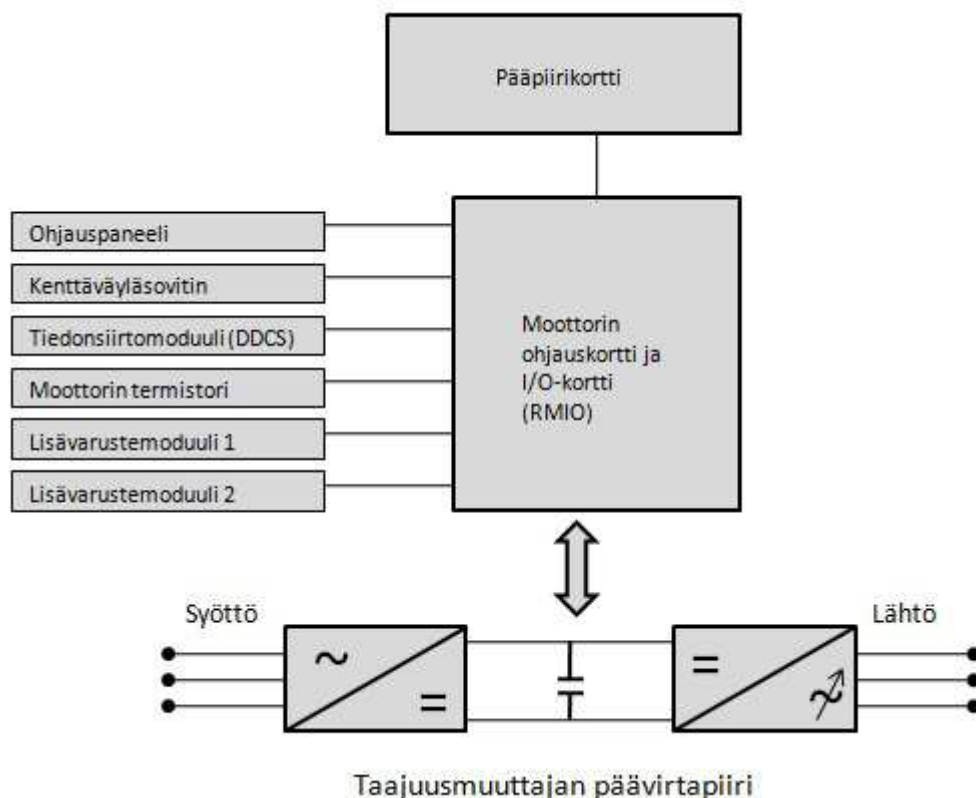 Pääpiirikortti
Ohjauspaneeli
Kenttäväyläsovitin
Tiedonsiirtomoduuli (DDCS)
Moottorin termistori
Lisävarustemoduuli 1
Lisävarustemoduuli 2
Moottorin
ohjauskortti ja
I/O-kortti
(RMIO)
Syöttö
Lähtö
~
=
=
~
Taajuusmuuttajan päävirtapiiri